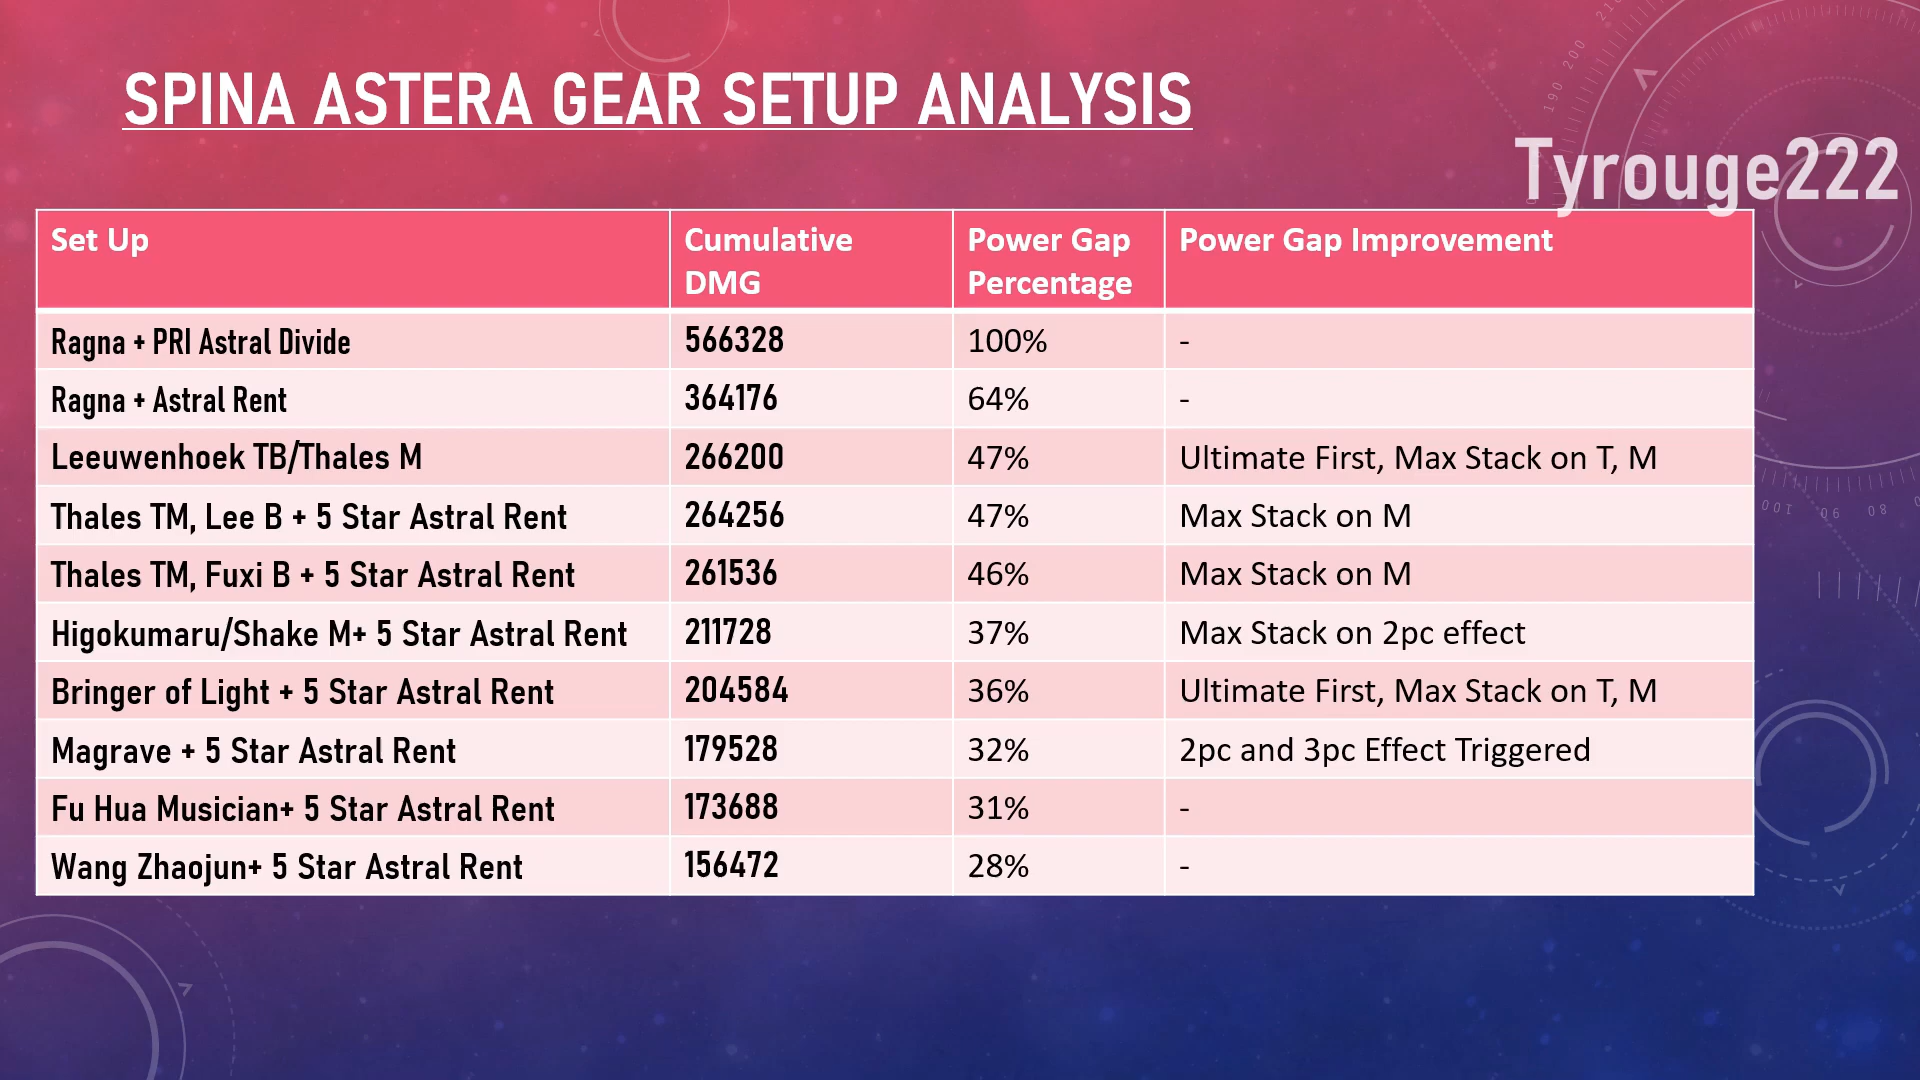 SPINA ASTERA GEAR SETUP ANALYSIS
Tyrouge222
Set Up
Cumulative
DMG
Power Gap
Percentage
Power Gap Improvement
Ragna + PRI Astral Divide 566328 100% -
Ragna + Astral Rent 364176 64% -
Leeuwenhoek TB/Thales M 266200 47% Ultimate First, Max Stack on T, M
Thales TM, Lee B + 5 Star Astral Rent 264256 47% Max Stack on M
Thales TM, Fuxi B + 5 Star Astral Rent 261536 46% Max Stack on M
Higokumaru/Shake M+ 5 Star Astral Rent 211728 37% Max Stack on 2pc effect
Bringer of Light + 5 Star Astral Rent 204584 36% Ultimate First, Max Stack on T, M
Magrave + 5 Star Astral Rent 179528 32% 2pc and 3pc Effect Triggered
Fu Hua Musician+ 5 Star Astral Rent 173688 31% -
Wang Zhaojun+ 5 Star Astral Rent 156472 28% -
210
200
190
100
90
80